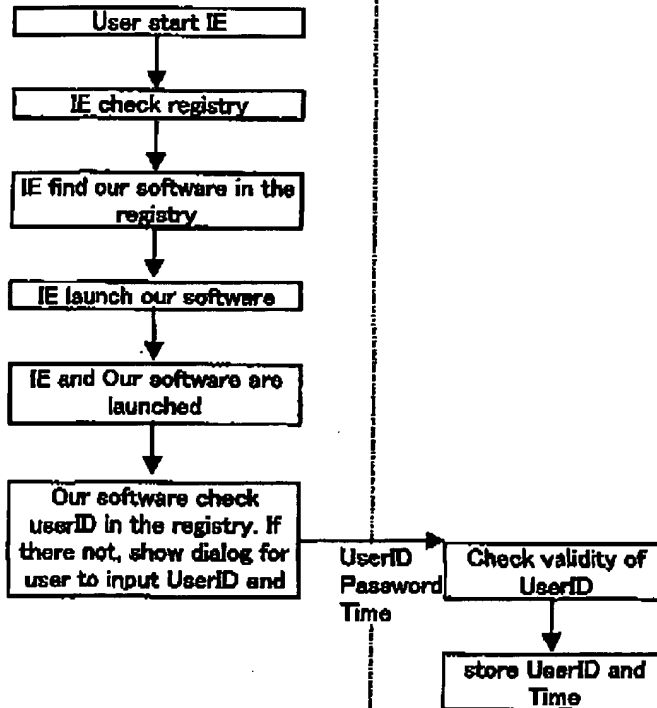 User start IE
IE check registry
IE find our software in the
registry
IE launch our software
IE and Our software are
launched
Our software check
userID in the registry. If
there not, show dialog for
user to input UserID and
UserID
Password
Time
Check validity of
UserID
store UserID and
Time